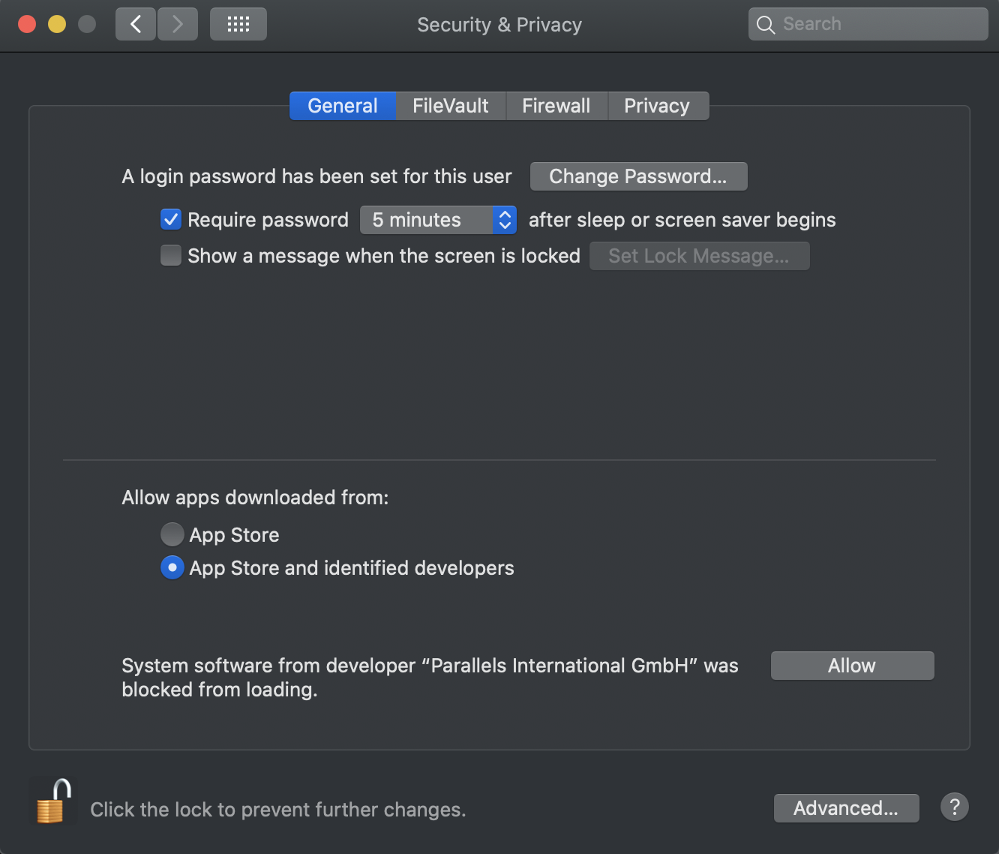 Security & Privacy
Search
General
FileVault
Firewall
Privacy
A login password has been set for this user
Change Password...
Require password
5 minutes
after sleep or screen saver begins
Show a message when the screen is locked
Set Lock Message...
Allow apps downloaded from:
App Store
App Store and identified developers
System software from developer “Parallels International GmbH” was
blocked from loading.
Allow
Click the lock to prevent further changes.
Advanced...
?